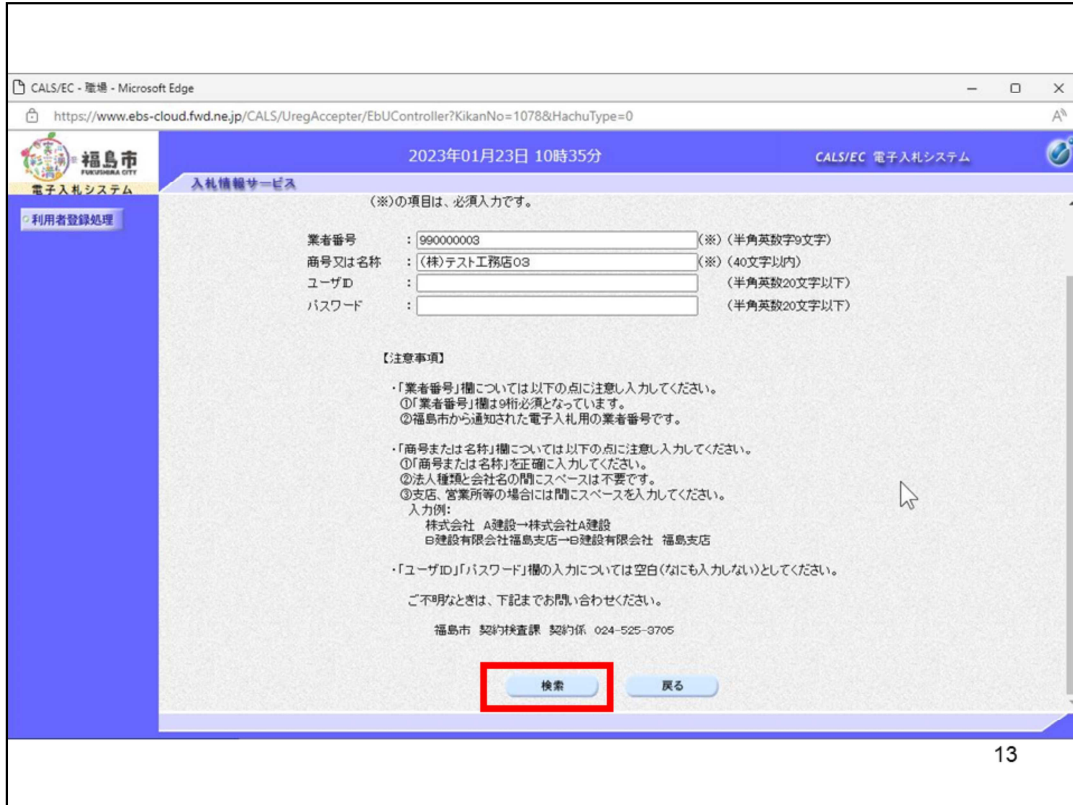 CALS/EC - 職場 - Microsoft Edge
https://www.ebs-cloud.fwd.ne.jp/CALS/UregAccepter/EbUController?KikanNo=1078&HachuType=0
福島市
FUKUSHIMA CITY
電子入札システム
2023年01月23日 10時35分
CALS/EC 電子入札システム
入札情報サービス
利用者登録処理
(※)の項目は、必須入力です。
業者番号 : 990000003 (※) (半角英数字9文字)
商号又は名称 : (株)テスト工務店03 (※) (40文字以内)
ユーザID : (半角英数20文字以下)
パスワード : (半角英数20文字以下)
【注意事項】
・「業者番号」欄については以下の点に注意し入力してください。
①「業者番号」欄は9桁必須となっています。
②福島市から通知された電子入札用の業者番号です。
・「商号または名称」欄については以下の点に注意し入力してください。
①「商号または名称」を正確に入力してください。
②法人種類と会社名の間にスペースは不要です。
③支店、営業所等の場合には間にスペースを入力してください。
入力例:
株式会社 A建設→株式会社A建設
B建設有限会社福島支店→B建設有限会社 福島支店
・「ユーザID」「パスワード」欄の入力については空白(なにも入力しない)としてください。
ご不明なときは、下記までお問い合わせください。
福島市 契約検査課 契約係 024-525-3705
検索 戻る
13